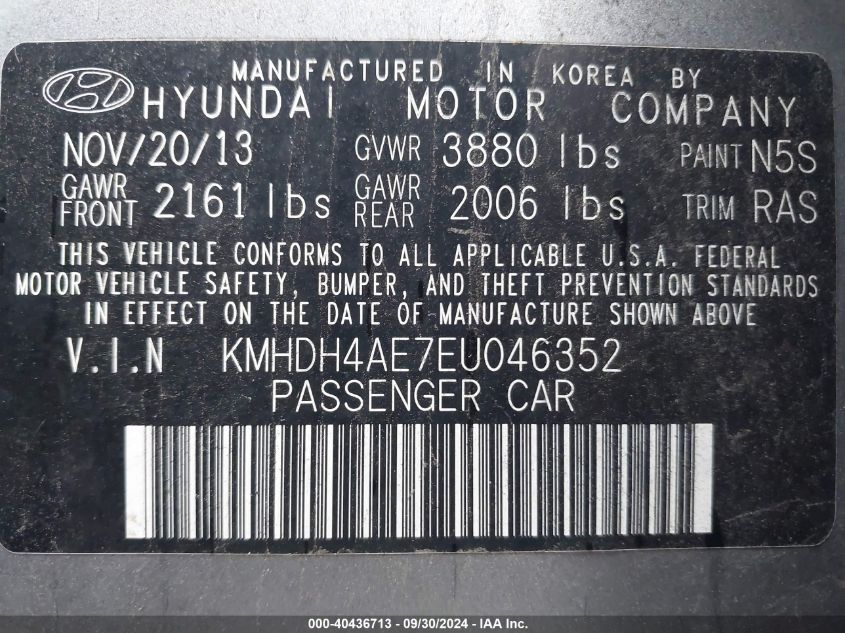 MANUFACTURED IN KOREA BY
HYUNDAI MOTOR COMPANY
NOV/20/13 GVWR 3880 lbs PAINT N5S
GAWR FRONT 2161 lbs GAWR REAR 2006 lbs TRIM RAS
THIS VEHICLE CONFORMS TO ALL APPLICABLE U.S.A. FEDERAL
MOTOR VEHICLE SAFETY, BUMPER, AND THEFT PREVENTION STANDARDS
IN EFFECT ON THE DATE OF MANUFACTURE SHOWN ABOVE
V.I.N KMHDH4AE7EU046352
PASSENGER CAR
000-40436713 - 09/30/2024 - IAA Inc.